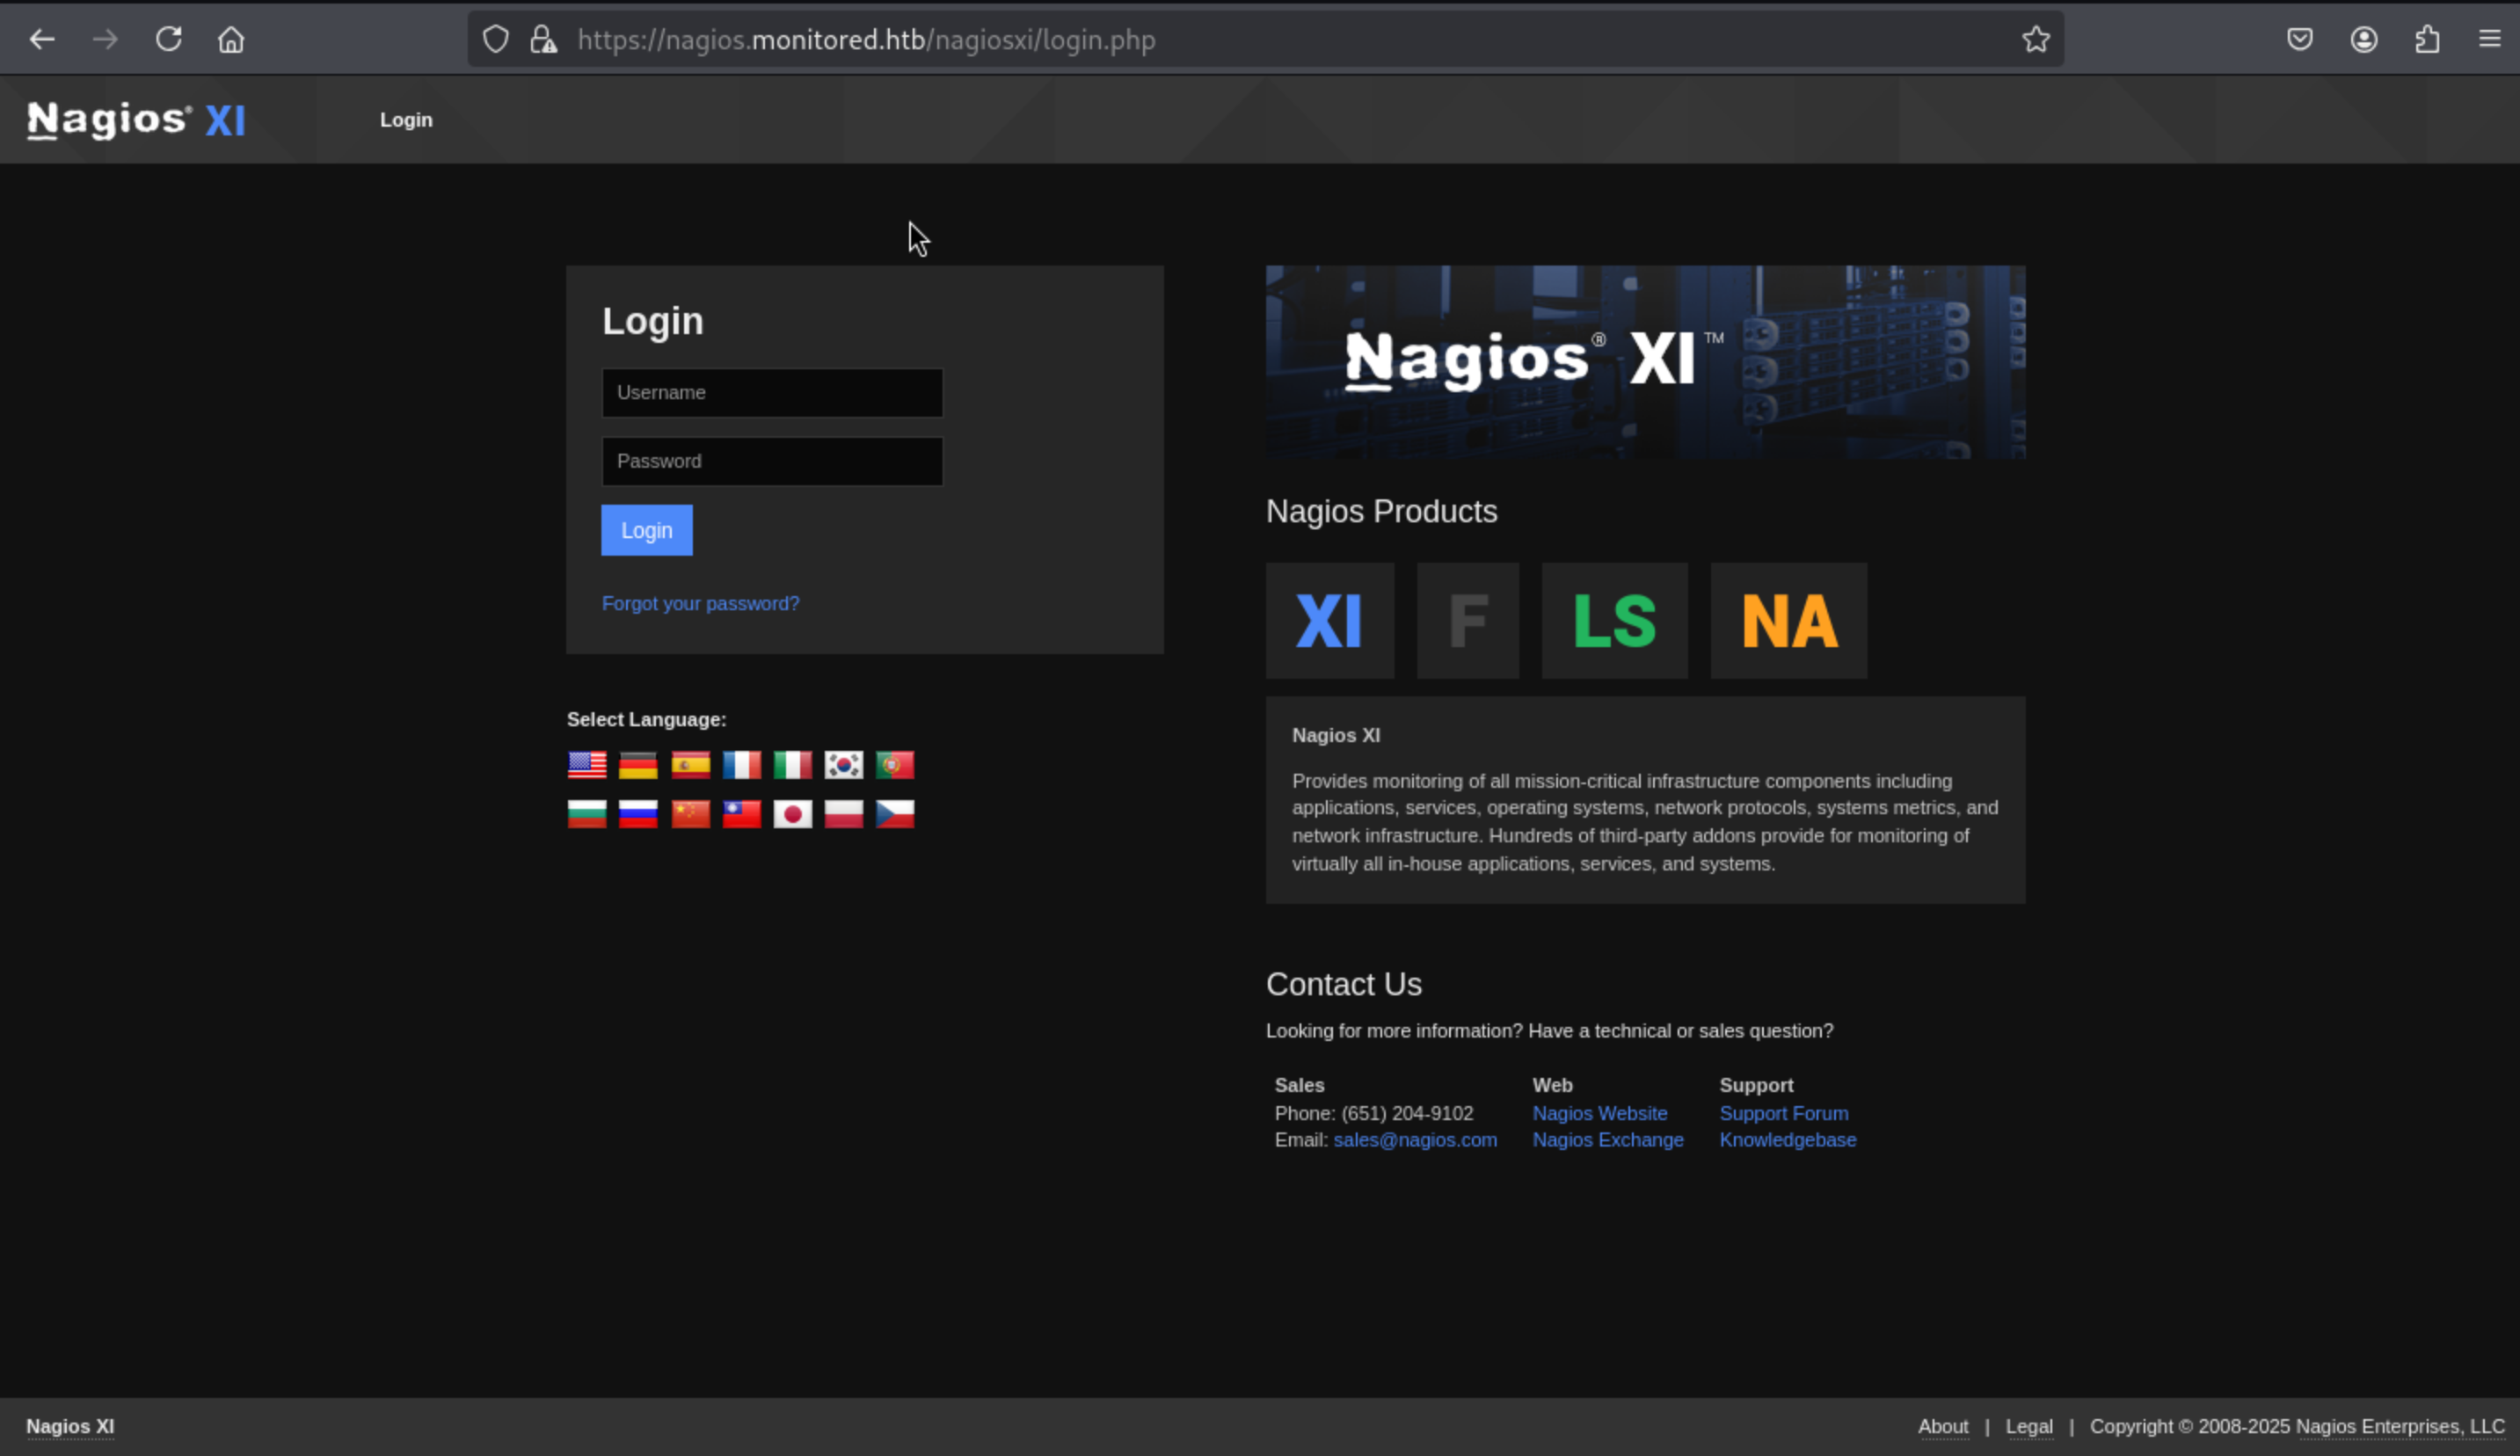 https://nagios.monitored.htb/nagiosxi/login.php
Nagios® XI
Login
Login
Username
Password
Login
Forgot your password?
Select Language:
Nagios® XI™
Nagios Products
XI F LS NA
Nagios XI
Provides monitoring of all mission-critical infrastructure components including
applications, services, operating systems, network protocols, systems metrics, and
network infrastructure. Hundreds of third-party addons provide for monitoring of
virtually all in-house applications, services, and systems.
Contact Us
Looking for more information? Have a technical or sales question?
Sales
Phone: (651) 204-9102
Email: sales@nagios.com
Web
Nagios Website
Nagios Exchange
Support
Support Forum
Knowledgebase
Nagios XI
About | Legal | Copyright © 2008-2025 Nagios Enterprises, LLC